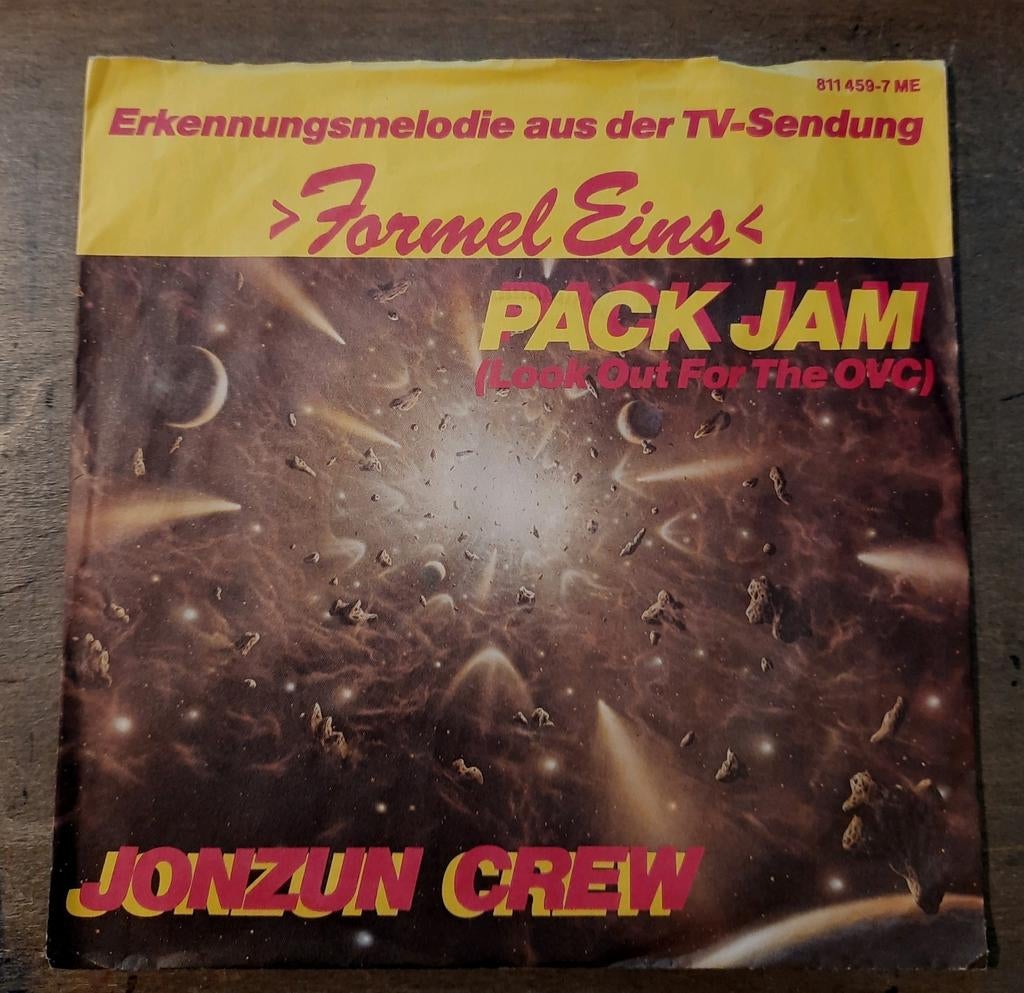 811 459-7 ME
Erkennungsmelodie aus der TV-Sendung
>Formel Eins<
PACK JAM
(Look Out For The OVC)
JONZUN CREW